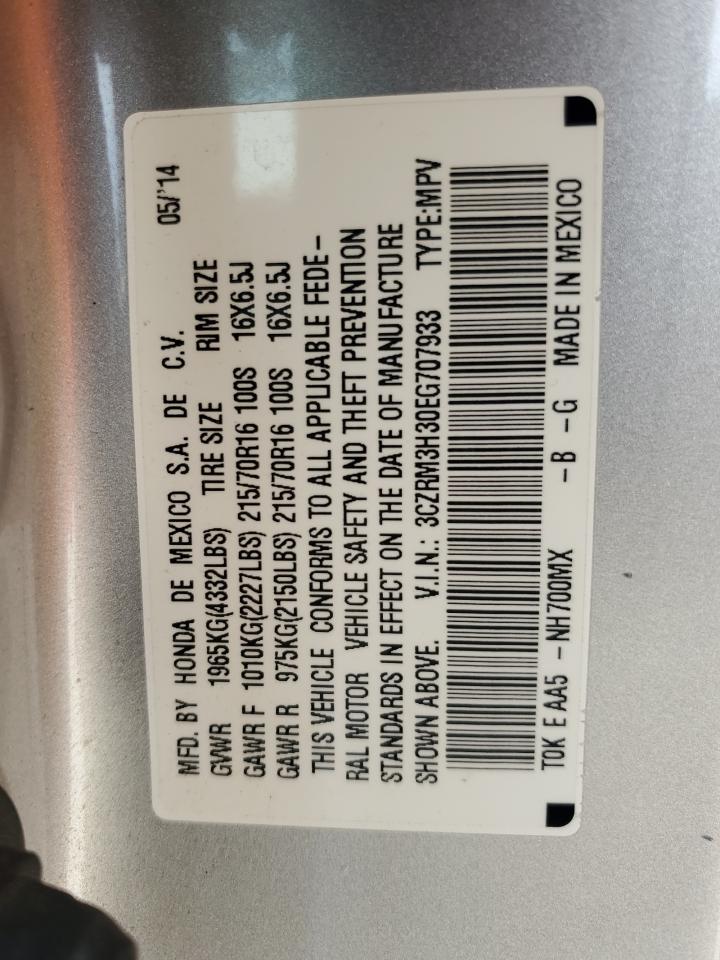 MFD. BY HONDA DE MEXICO S.A. DE C.V. 05/'14
GVWR 1965KG(4332LBS) TIRE SIZE RIM SIZE
GAWR F 1010KG(2227LBS) 215/70R16 100S 16X6.5J
GAWR R 975KG(2150LBS) 215/70R16 100S 16X6.5J
THIS VEHICLE CONFORMS TO ALL APPLICABLE FEDE-
RAL MOTOR VEHICLE SAFETY AND THEFT PREVENTION
STANDARDS IN EFFECT ON THE DATE OF MANUFACTURE
SHOWN ABOVE. V.I.N.: 3CZRM3H30EG707933 TYPE:MPV
T0K E AA5 -NH700MX -B -G MADE IN MEXICO